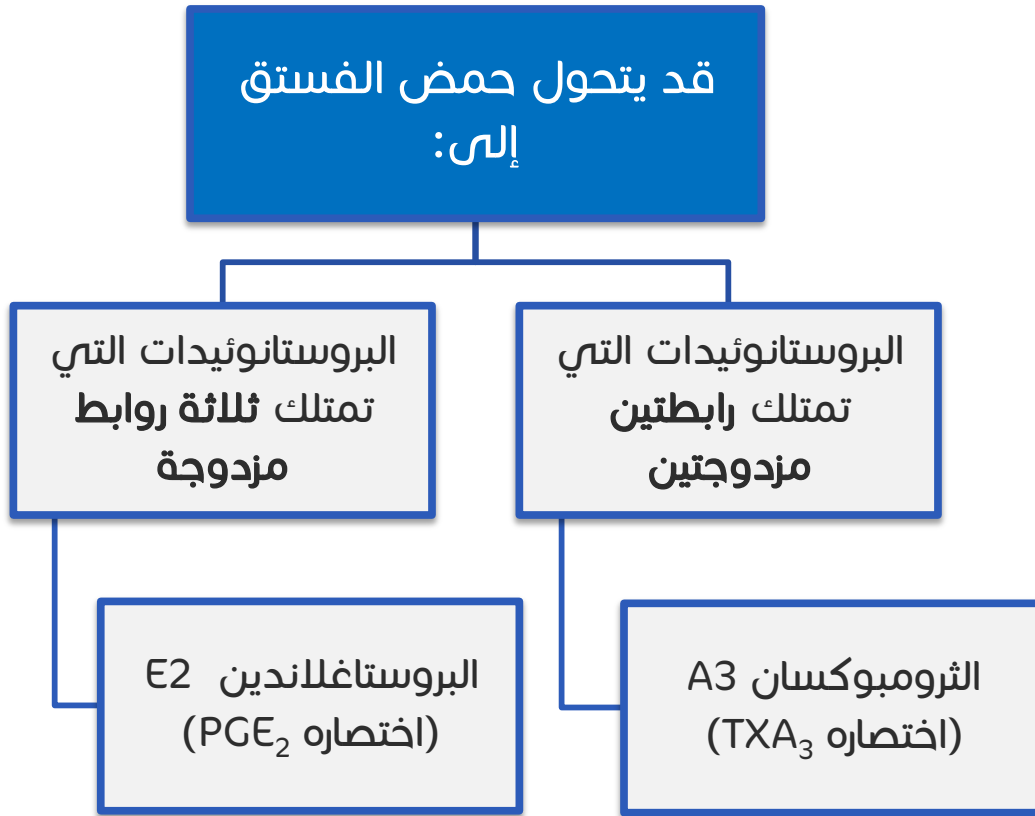 قد يتحول حمض الفستق
إلى:
البروستانوئيدات التي
تمتلك رابطتين
مزدوجتين
البروستانوئيدات التي
تمتلك ثلاثة روابط
مزدوجة
الثرومبوكسان A3
(اختصاره TXA₃)
البروستاغلاندين E2
(اختصاره PGE₂)